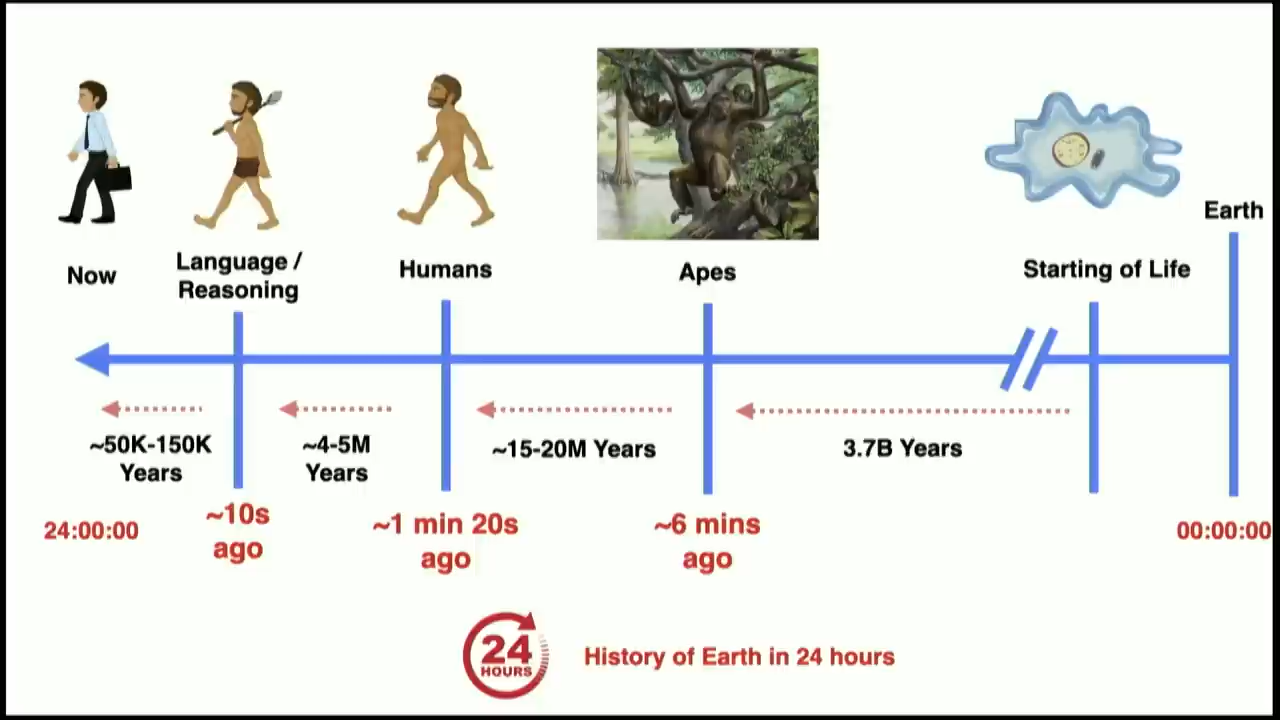 Earth
Now
Language /
Reasoning
Humans
Apes
Starting of Life
~50K-150K
Years
~4-5M
Years
~15-20M Years
3.7B Years
24:00:00
~10s
ago
~1 min 20s
ago
~6 mins
ago
00:00:00
24
HOURS
History of Earth in 24 hours